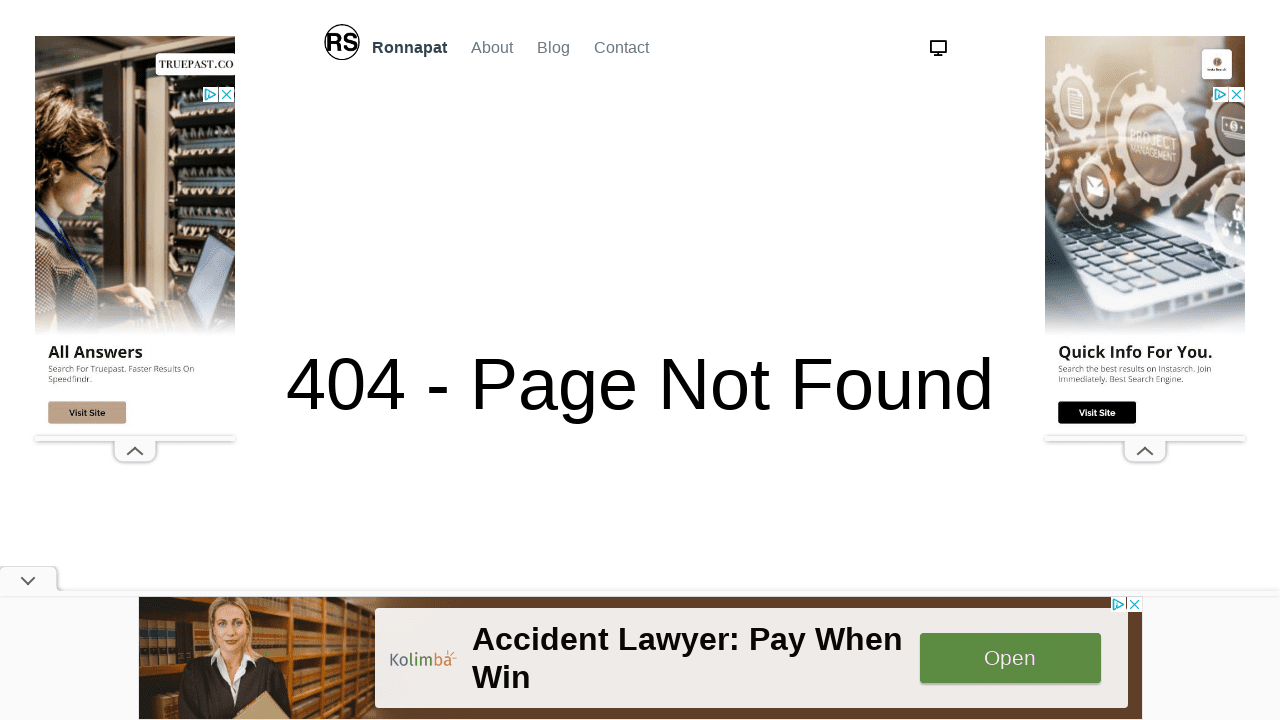 RS Ronnapat About Blog Contact
TRUEPAST.CO
PROJECT
MANAGEMENT
404 - Page Not Found
All Answers
Search For Truepast. Faster Results On
Speedfindr.
Visit Site
Quick Info For You.
Search the best results on Instasrch. Join
Immediately. Best Search Engine.
Visit Site
Kolimba
Accident Lawyer: Pay When
Win
Open